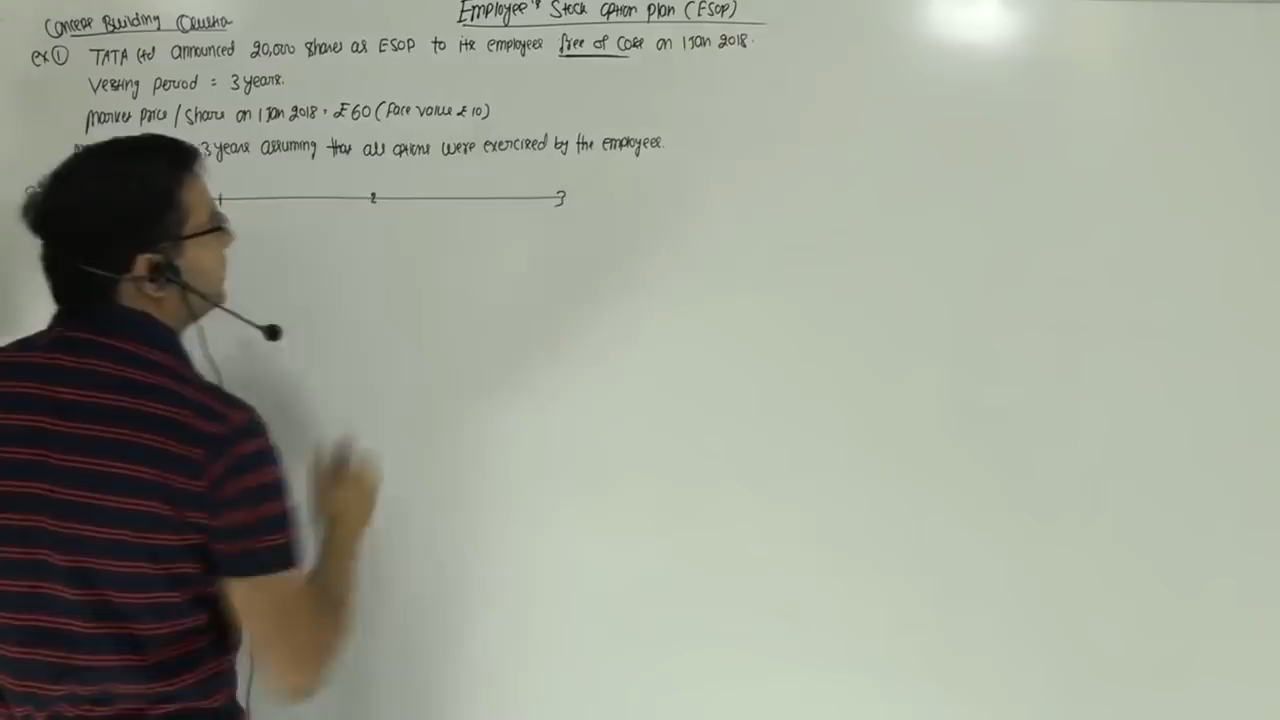 Employee's Stock option plan (ESOP)
Concept Building Question
ex ① TATA Ltd announced 20,000 shares as ESOP to its employees free of Cost on 1 Jan 2018.
Vesting period = 3 years.
Market price / Share on 1 Jan 2018 = ₹60 (face value ₹10)
3 years assuming that all options were exercised by the employees.
1 2 3